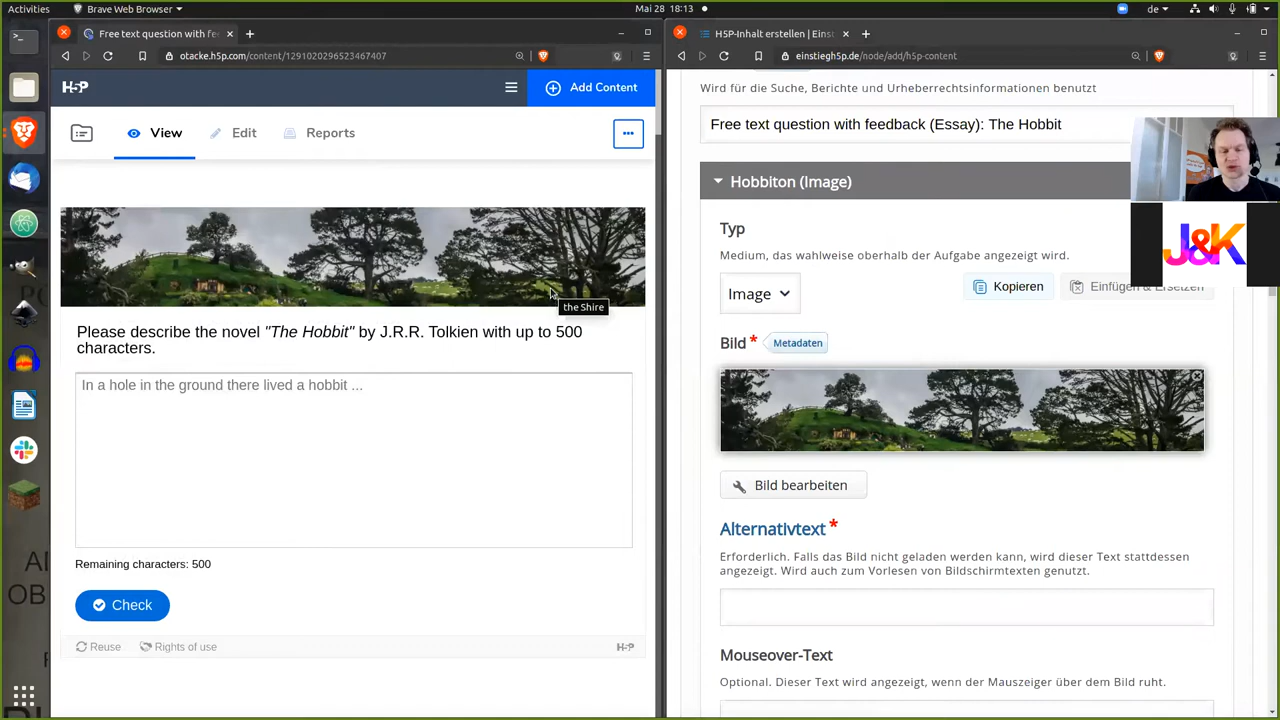 Activities
Brave Web Browser
Mai 28 18:13
de
Free text question with fe
otacke.h5p.com/content/1291020296523467407
H5P
Add Content
View
Edit
Reports
the Shire
Please describe the novel "The Hobbit" by J.R.R. Tolkien with up to 500
characters.
In a hole in the ground there lived a hobbit ...
Remaining characters: 500
Check
Reuse
Rights of use
H5P
H5P-Inhalt erstellen | Einst
einstiegh5p.de/node/add/h5p-content
Wird für die Suche, Berichte und Urheberrechtsinformationen benutzt
Free text question with feedback (Essay): The Hobbit
Hobbiton (Image)
J&K
Typ
Medium, das wahlweise oberhalb der Aufgabe angezeigt wird.
Image
Kopieren
Einfügen & Ersetzen
Bild *
Metadaten
Bild bearbeiten
Alternativtext *
Erforderlich. Falls das Bild nicht geladen werden kann, wird dieser Text stattdessen
angezeigt. Wird auch zum Vorlesen von Bildschirmtexten genutzt.
Mouseover-Text
Optional. Dieser Text wird angezeigt, wenn der Mauszeiger über dem Bild ruht.